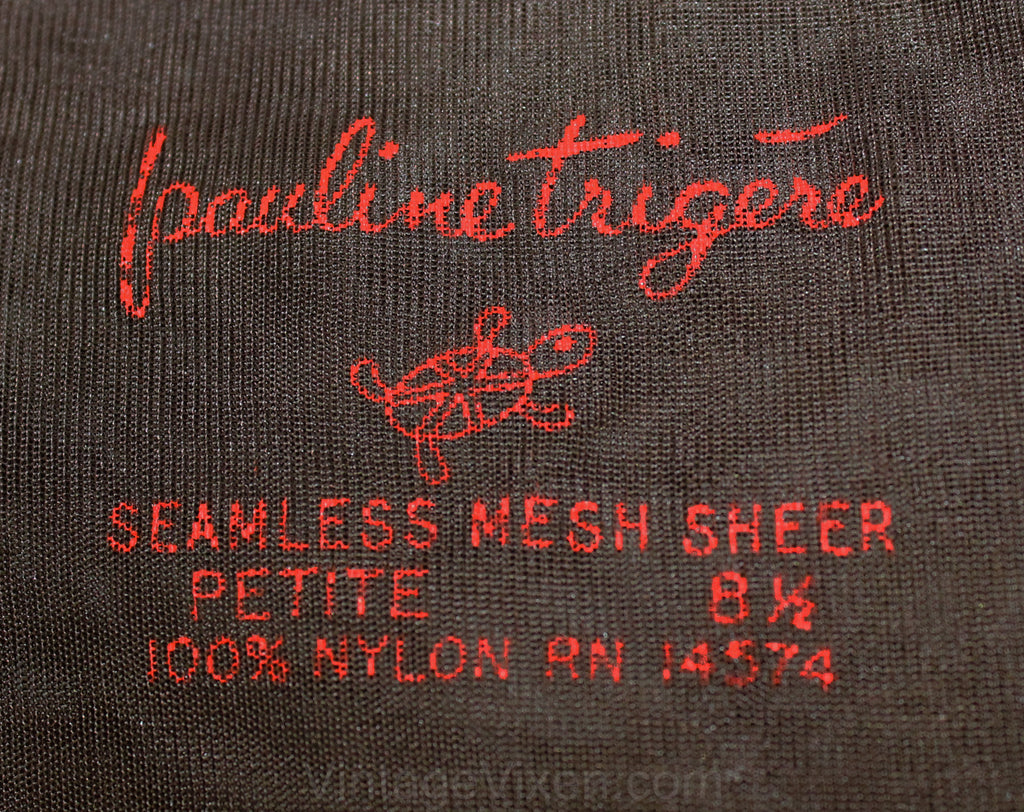 pauline trigère
SEAMLESS MESH SHEER
PETITE 8 ½
100% NYLON RN 14574
VintageVixen.com